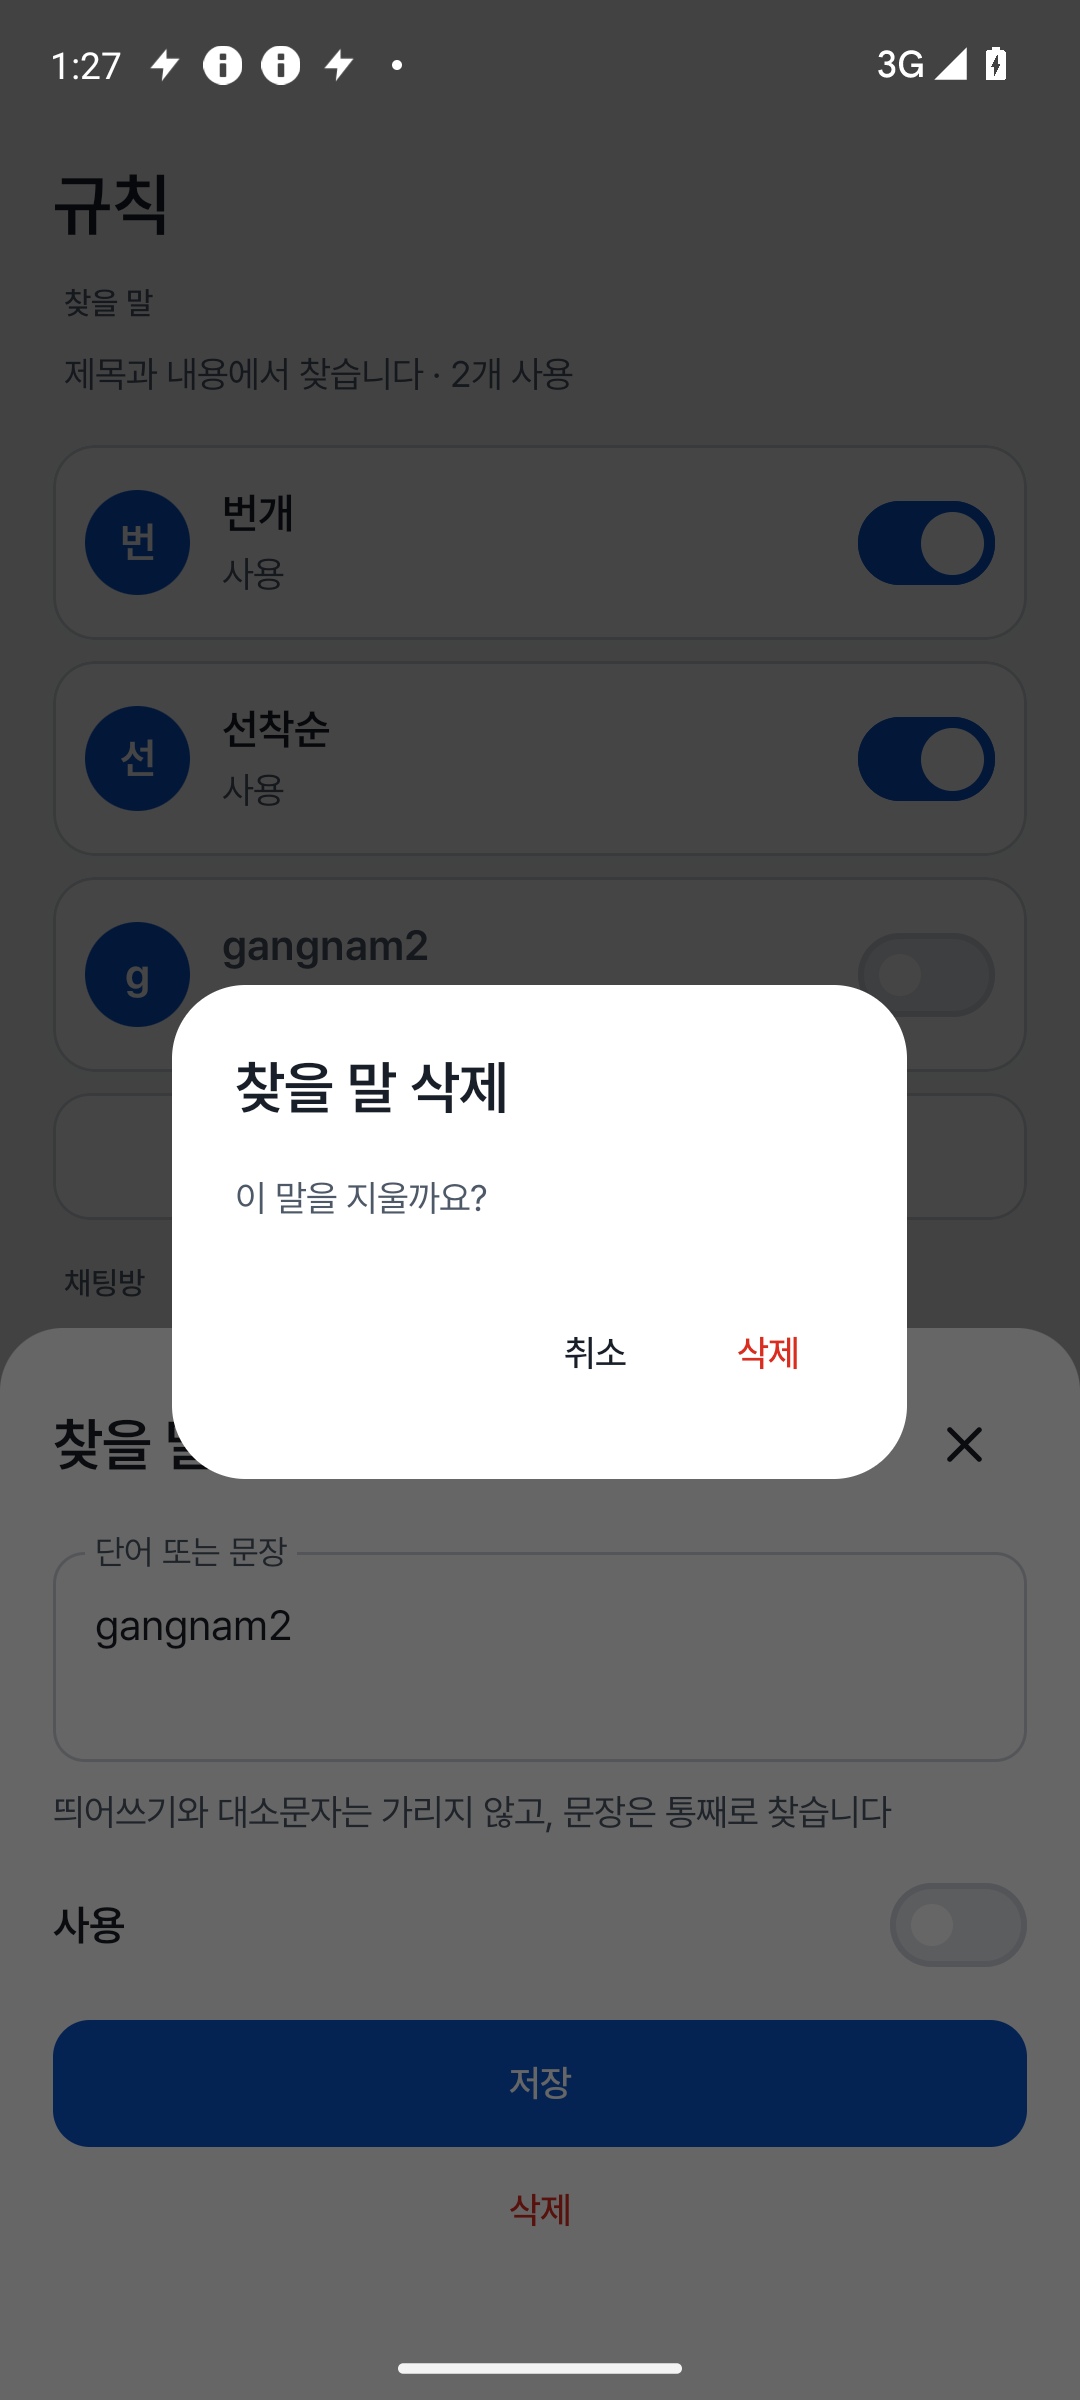 1:27
3G
규칙
찾을 말
제목과 내용에서 찾습니다 · 2개 사용
번
번개
사용
선
선착순
사용
g
gangnam2
찾을 말 삭제
이 말을 지울까요?
취소
삭제
채팅방
찾을
단어 또는 문장
gangnam2
띄어쓰기와 대소문자는 가리지 않고, 문장은 통째로 찾습니다
사용
저장
삭제